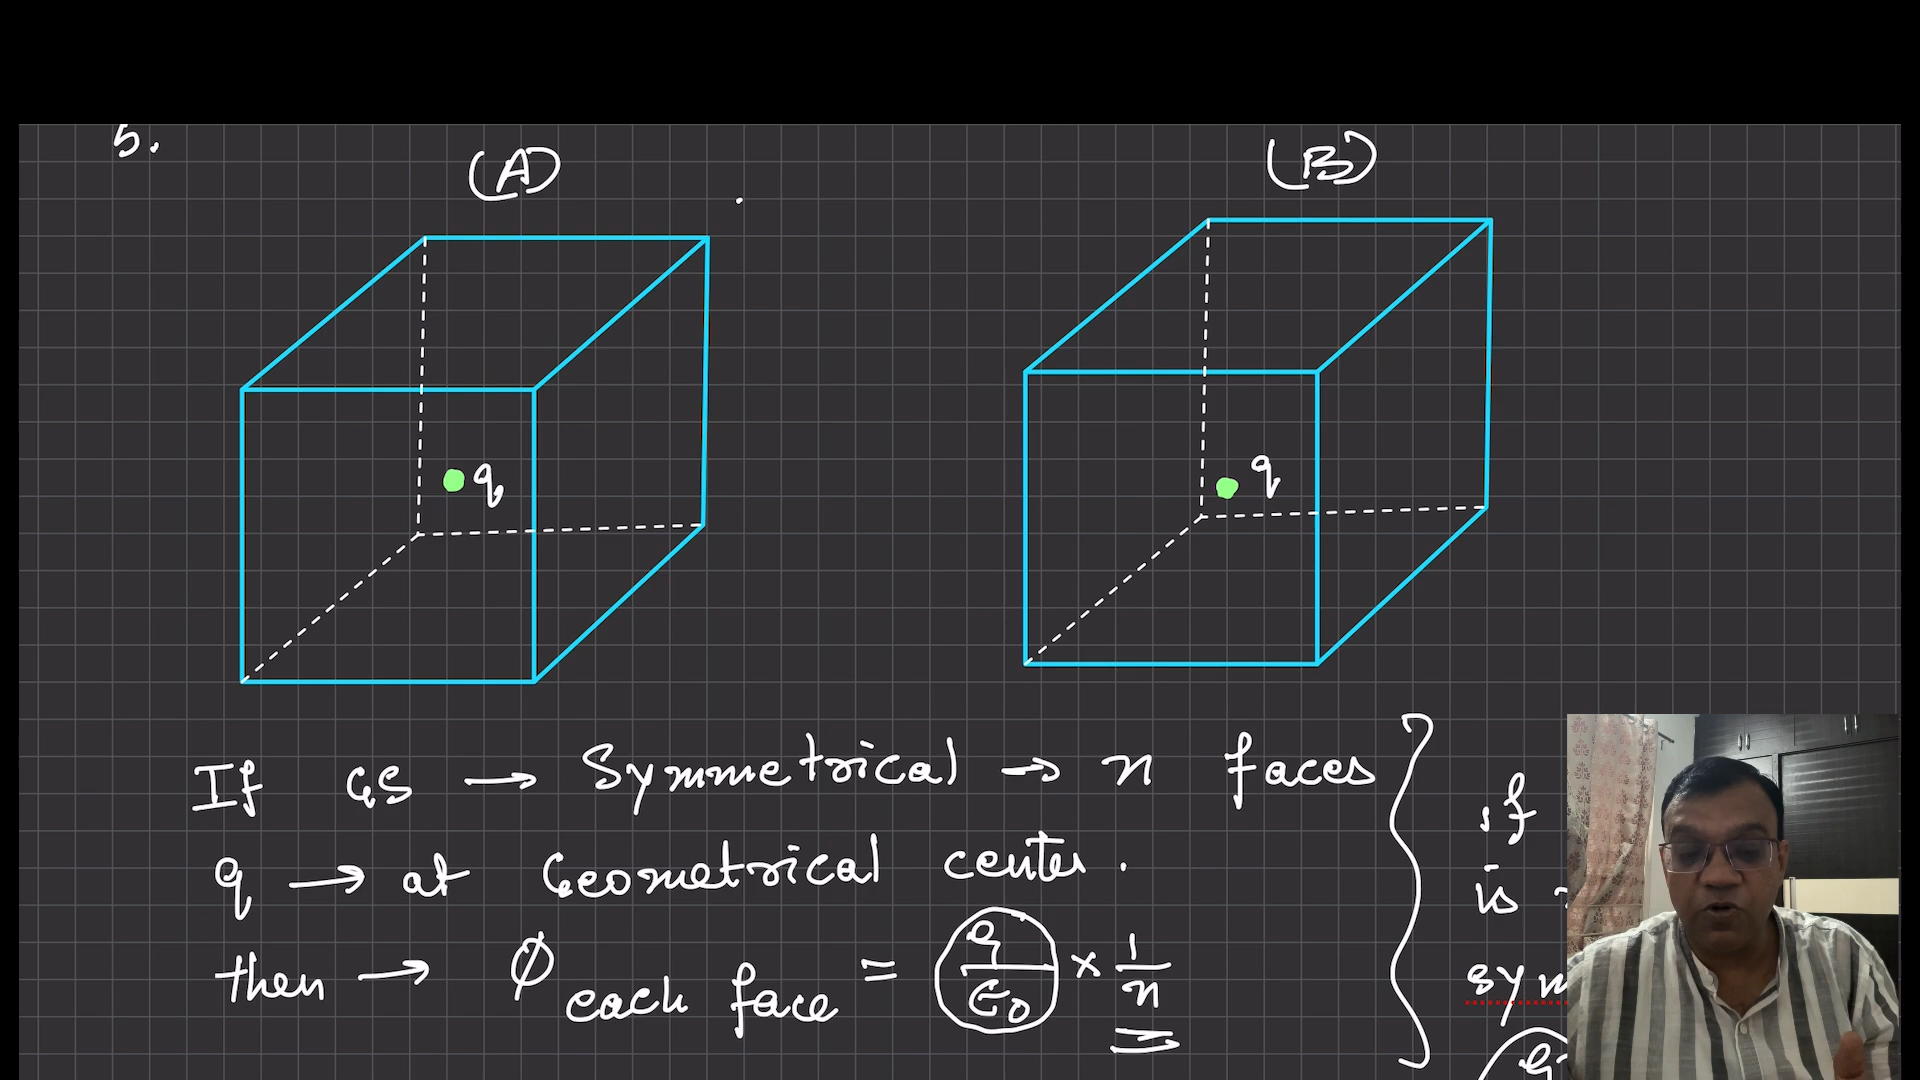 5.
(A)
(B)
q
q
If GS → Symmetrical → n faces
q → at Geometrical center.
then → Φ each face = q/ε0 × 1/n
if
is
sym
q